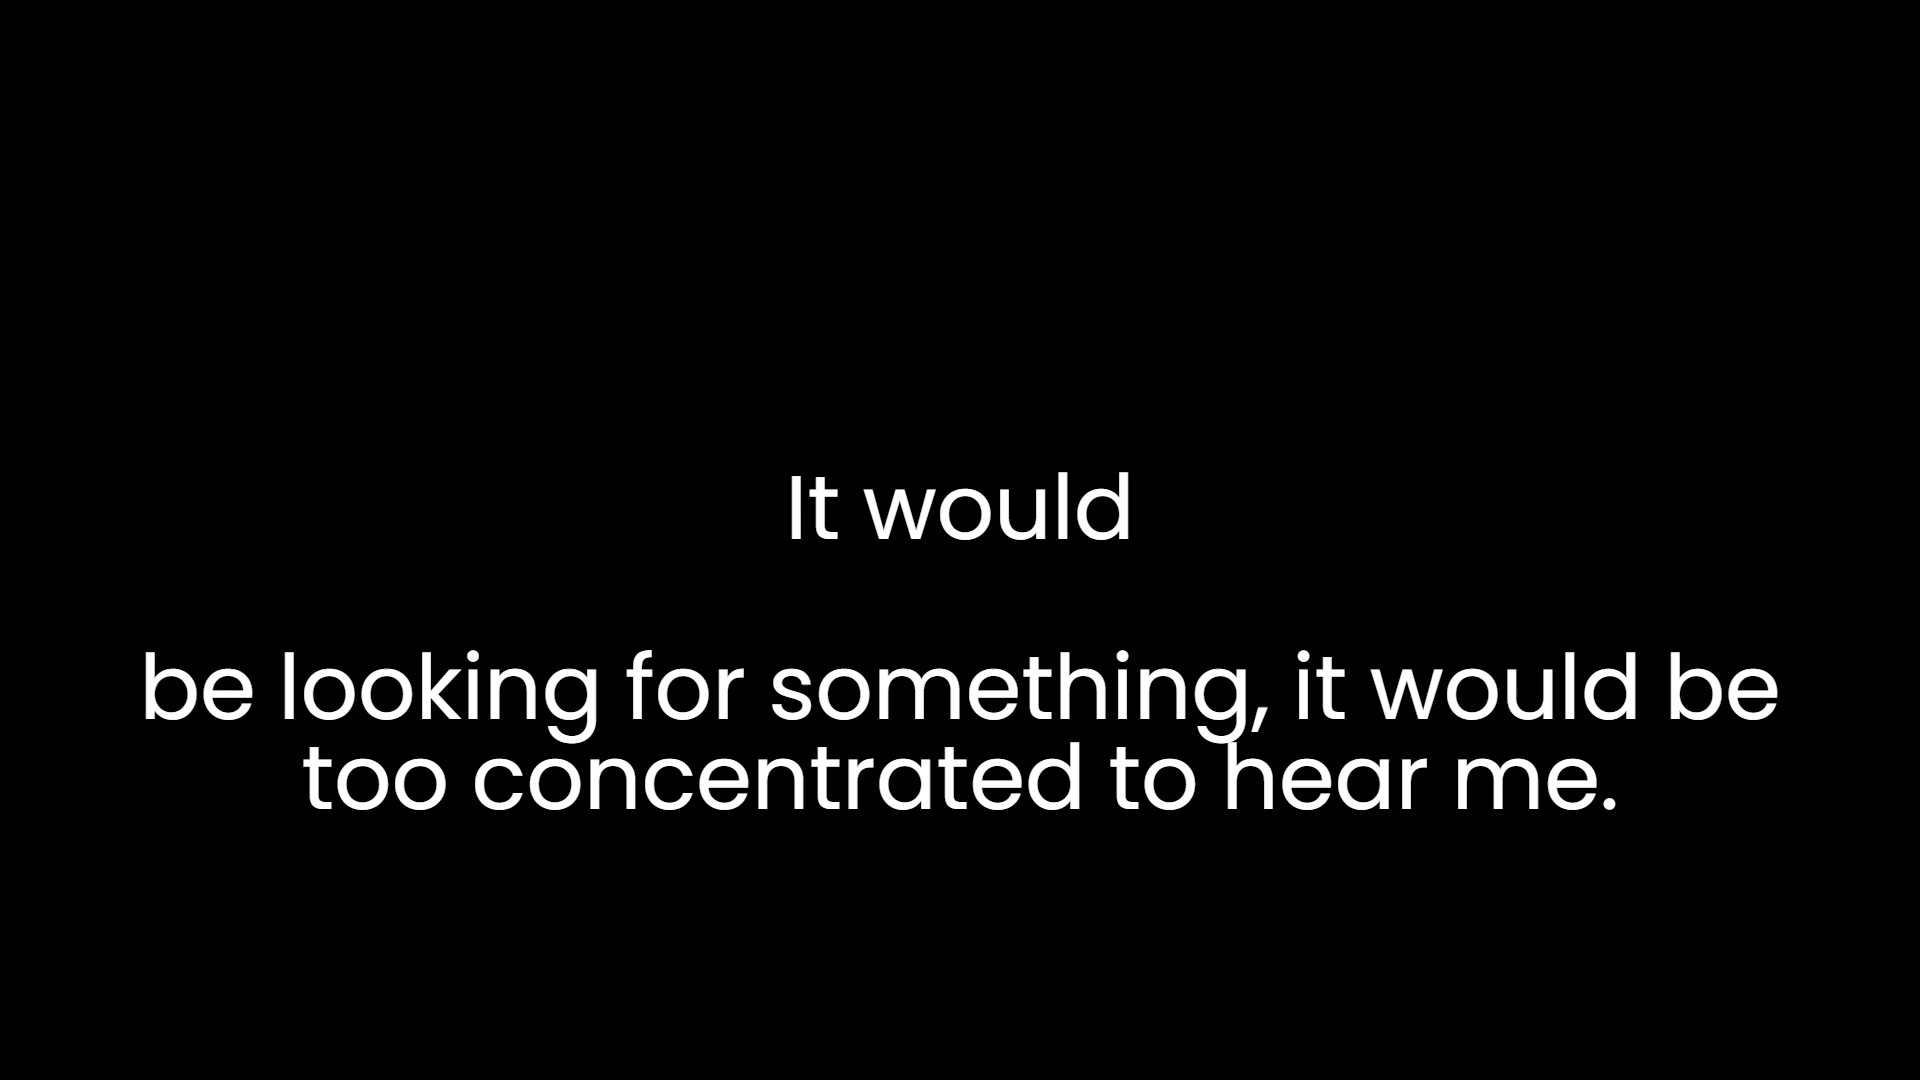 It would
be looking for something, it would be
too concentrated to hear me.